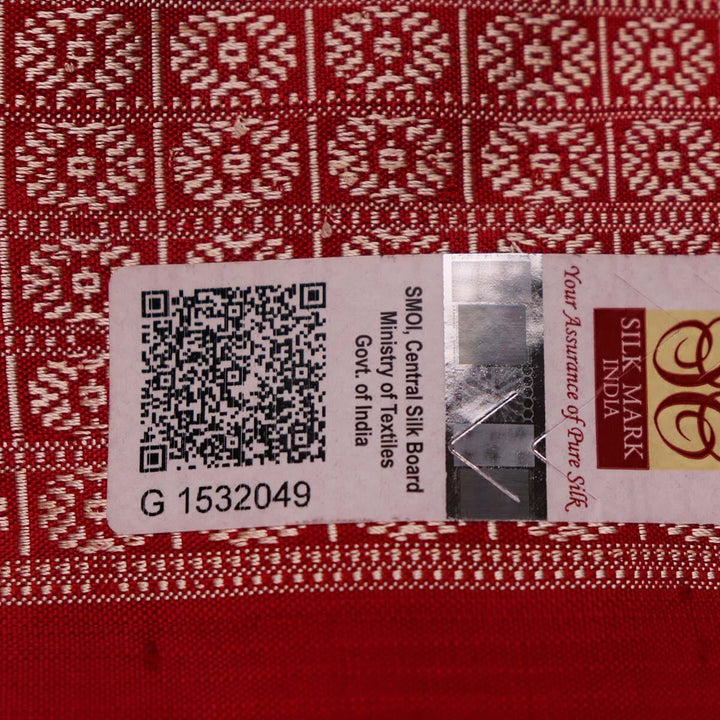 G 1532049
SMOI, Central Silk Board
Ministry of Textiles
Govt. of India
Your Assurance of Pure Silk
SILK MARK
INDIA